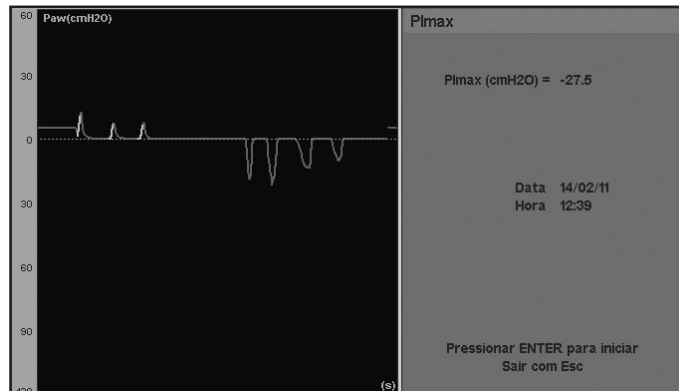 60
30
0
30
60
90
120
Paw(cmH2O)
(s)
PImax
PImax (cmH2O) = -27.5
Data 14/02/11
Hora 12:39
Pressionar ENTER para iniciar
Sair com Esc